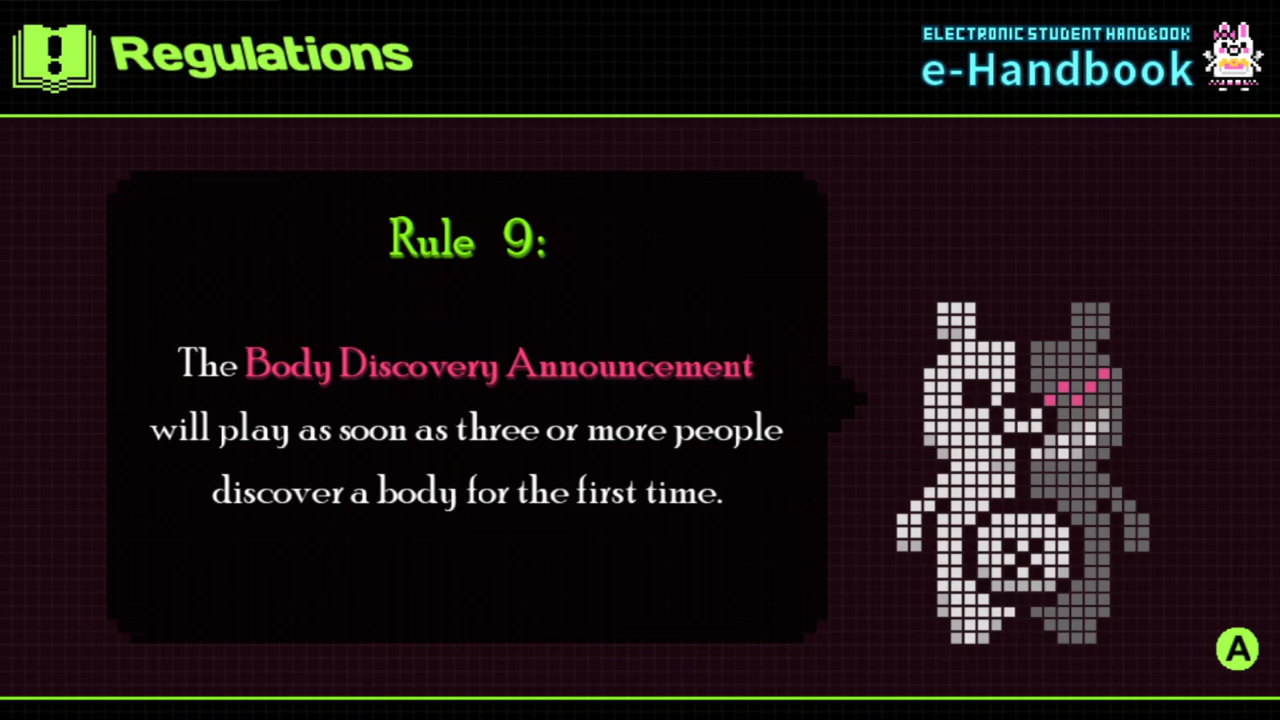 Regulations
ELECTRONIC STUDENT HANDBOOK
e-Handbook
Rule 9:
The Body Discovery Announcement
will play as soon as three or more people
discover a body for the first time.
A